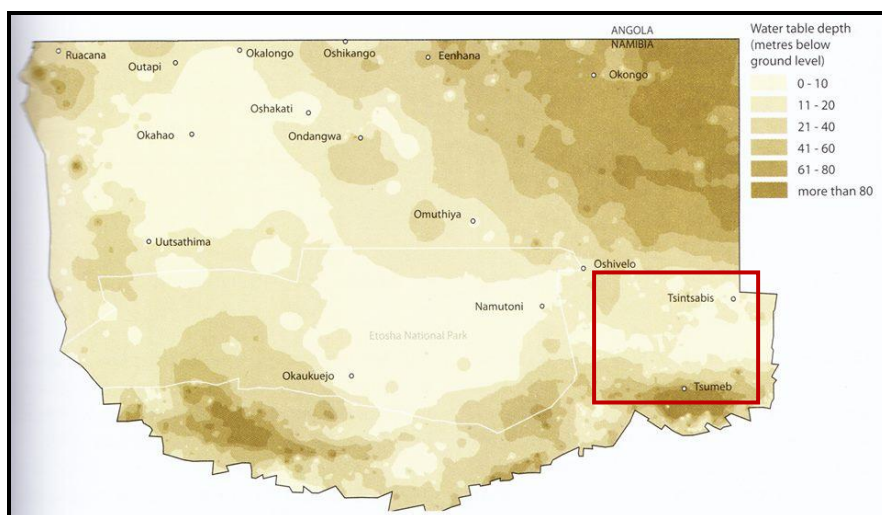 ANGOLA
NAMIBIA
Ruacana
Outapi
Okalongo
Oshikango
Eenhana
Okongo
Oshakati
Okahao
Ondangwa
Omuthiya
Uutsathima
Oshivelo
Namutoni
Tsintsabis
Etosha National Park
Okaukuejo
Tsumeb
Water table depth
(metres below
ground level)
0 - 10
11 - 20
21 - 40
41 - 60
61 - 80
more than 80